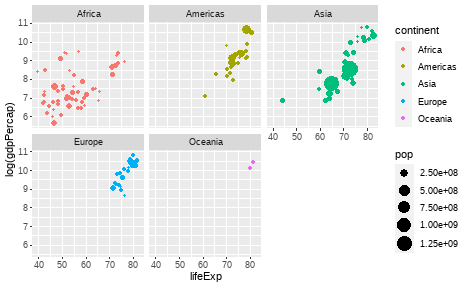 Africa
Americas
Asia
11
10
9
8
7
6
40 50 60 70 80
Europe
Oceania
11
10
9
8
7
6
40 50 60 70 80
40 50 60 70 80
lifeExp
log(gdpPercap)
continent
Africa
Americas
Asia
Europe
Oceania
pop
2.50e+08
5.00e+08
7.50e+08
1.00e+09
1.25e+09